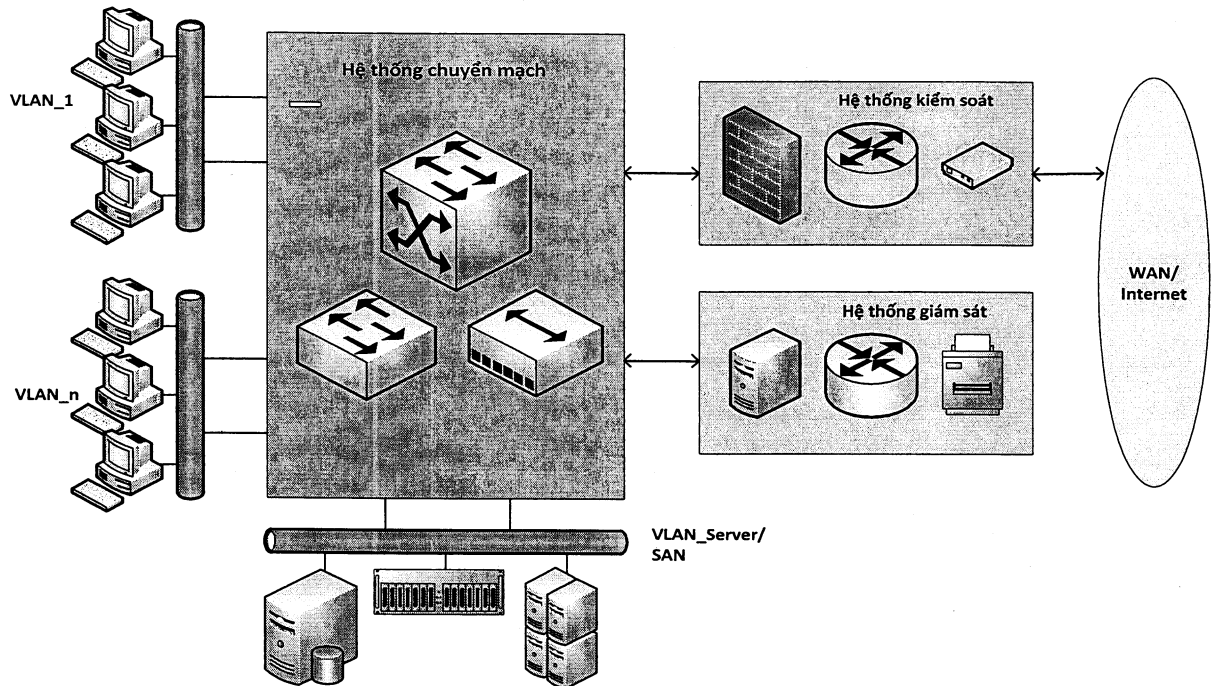 Hệ thống chuyển mạch
VLAN_1
Hệ thống kiểm soát
WAN/
Internet
Hệ thống giám sát
VLAN_n
VLAN_Server/
SAN